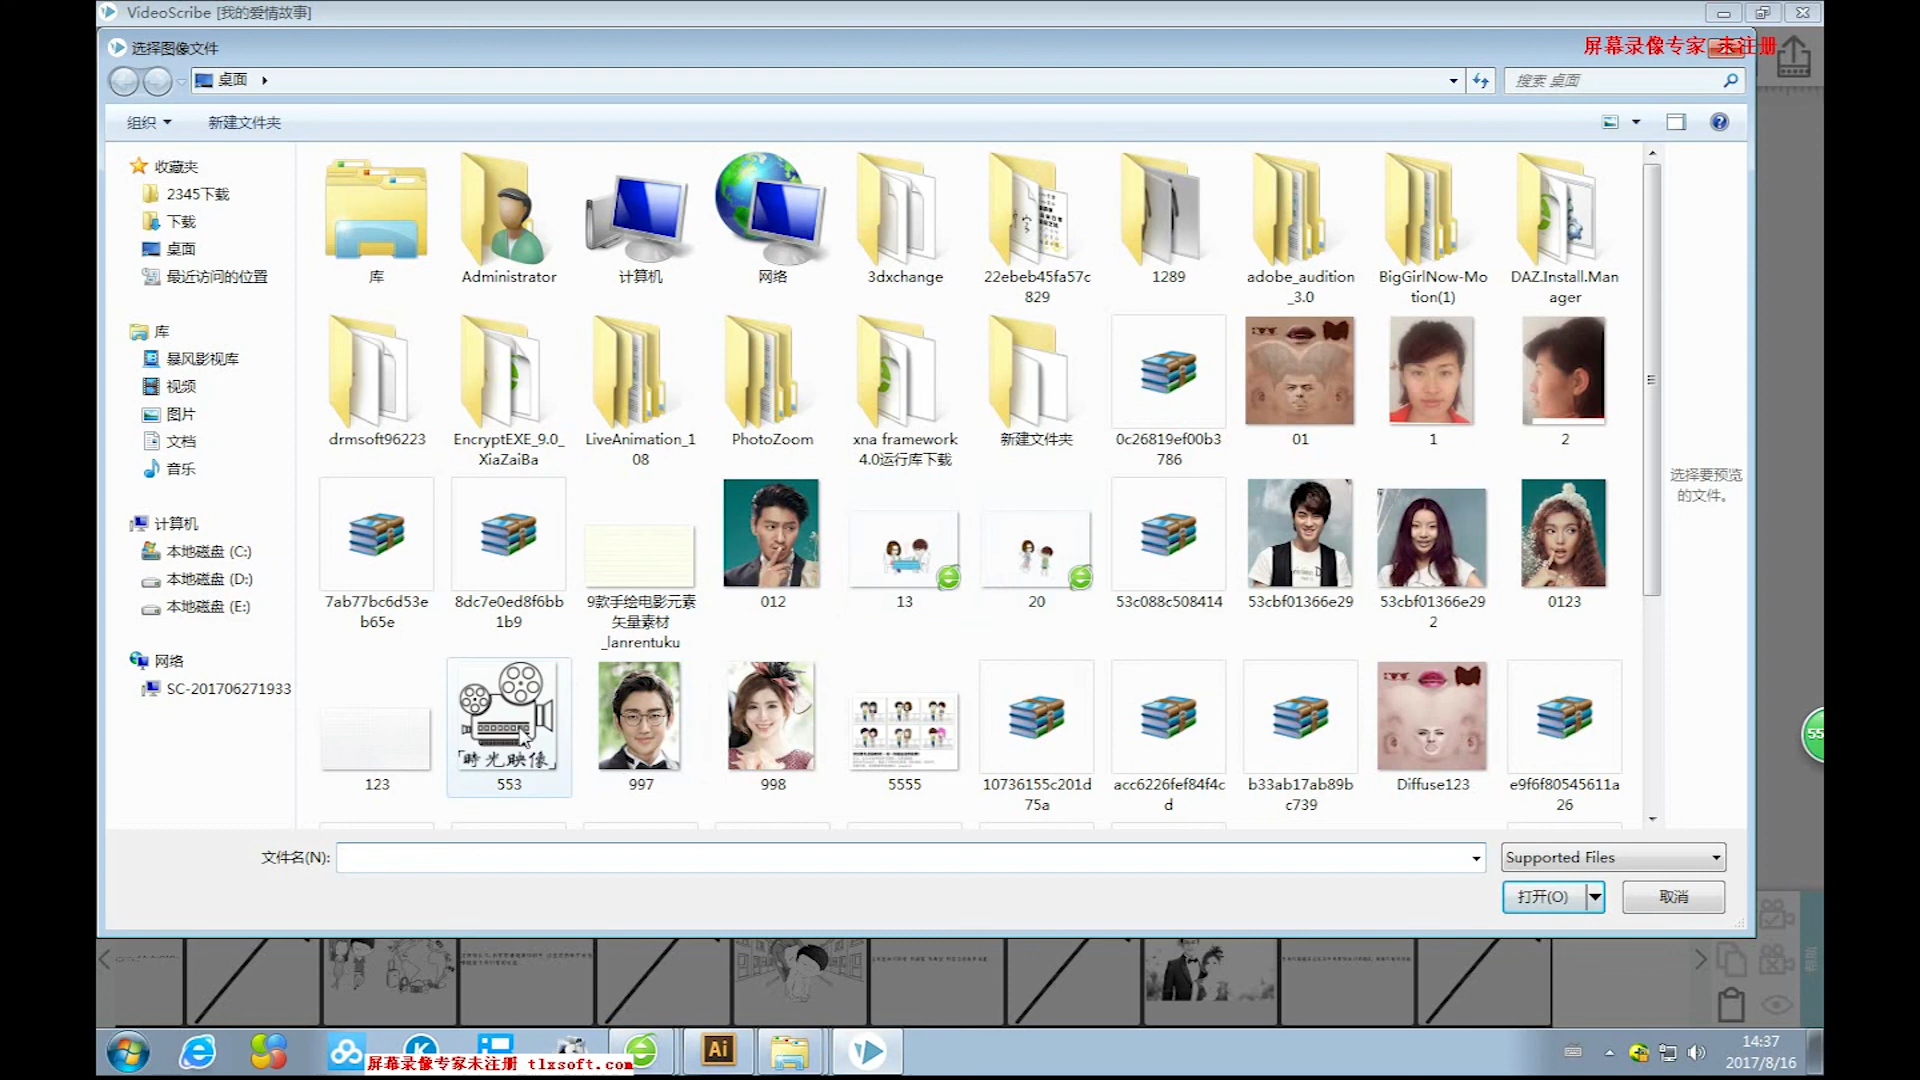 VideoScribe [我的爱情故事]
选择图像文件
屏幕录像专家 未注册
桌面
搜索 桌面
组织
新建文件夹
收藏夹
2345下载
下载
桌面
最近访问的位置
库
暴风影视库
视频
图片
文档
音乐
计算机
本地磁盘 (C:)
本地磁盘 (D:)
本地磁盘 (E:)
网络
SC-201706271933
库
Administrator
计算机
网络
3dxchange
22ebeb45fa57c
829
1289
adobe_audition
_3.0
BigGirlNow-Mo
tion(1)
DAZ.Install.Man
ager
drmsoft96223
EncryptEXE_9.0_
XiaZaiBa
LiveAnimation_1
08
PhotoZoom
xna framework
4.0运行库下载
新建文件夹
0c26819ef00b3
786
01
1
2
7ab77bc6d53e
b65e
8dc7e0ed8f6bb
1b9
9款手绘电影元素
矢量素材
_lanrentuku
012
13
20
53c088c508414
53cbf01366e29
53cbf01366e29
2
0123
123
「時光映像」
553
997
998
5555
10736155c201d
75a
acc6226fef84f4c
d
b33ab17ab89b
c739
Diffuse123
e9f6f80545611a
26
选择要预览
的文件。
文件名(N):
Supported Files
打开(O)
取消
55
Ai
屏幕录像专家未注册 tlxsoft.com
14:37
2017/8/16